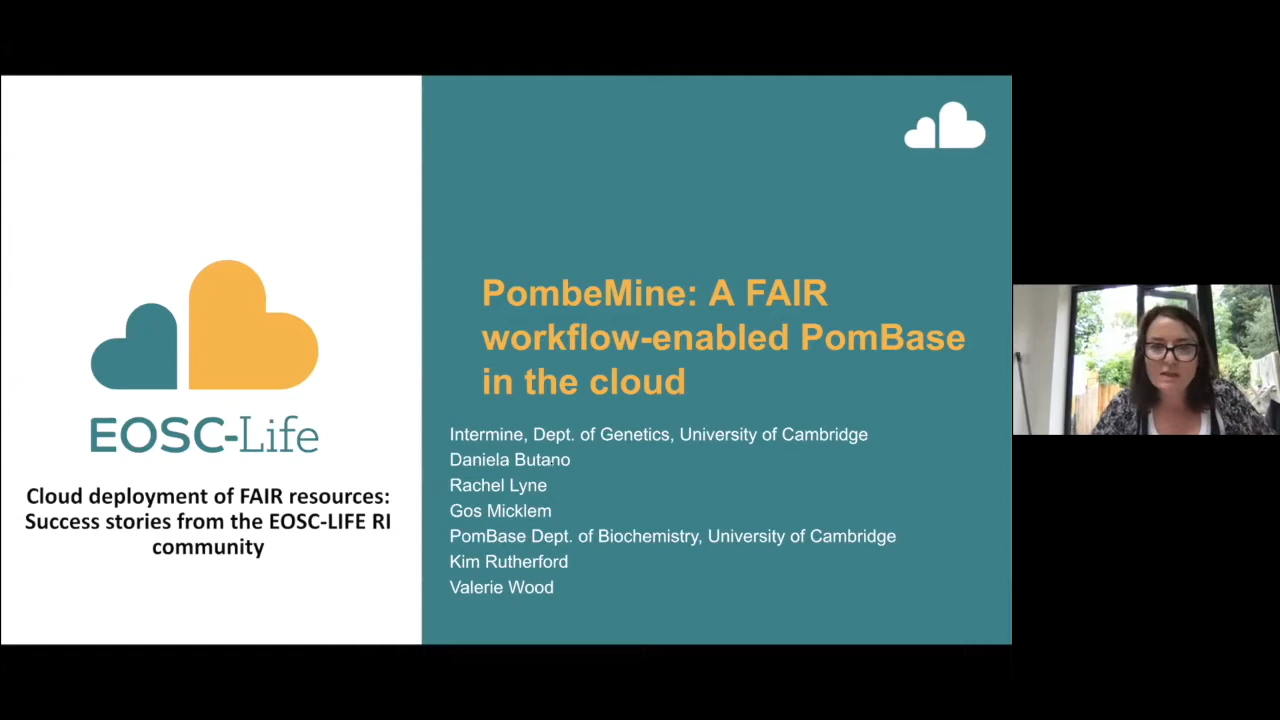 EOSC-Life
Cloud deployment of FAIR resources:
Success stories from the EOSC-LIFE RI
community
PombeMine: A FAIR
workflow-enabled PomBase
in the cloud
Intermine, Dept. of Genetics, University of Cambridge
Daniela Butano
Rachel Lyne
Gos Micklem
PomBase Dept. of Biochemistry, University of Cambridge
Kim Rutherford
Valerie Wood